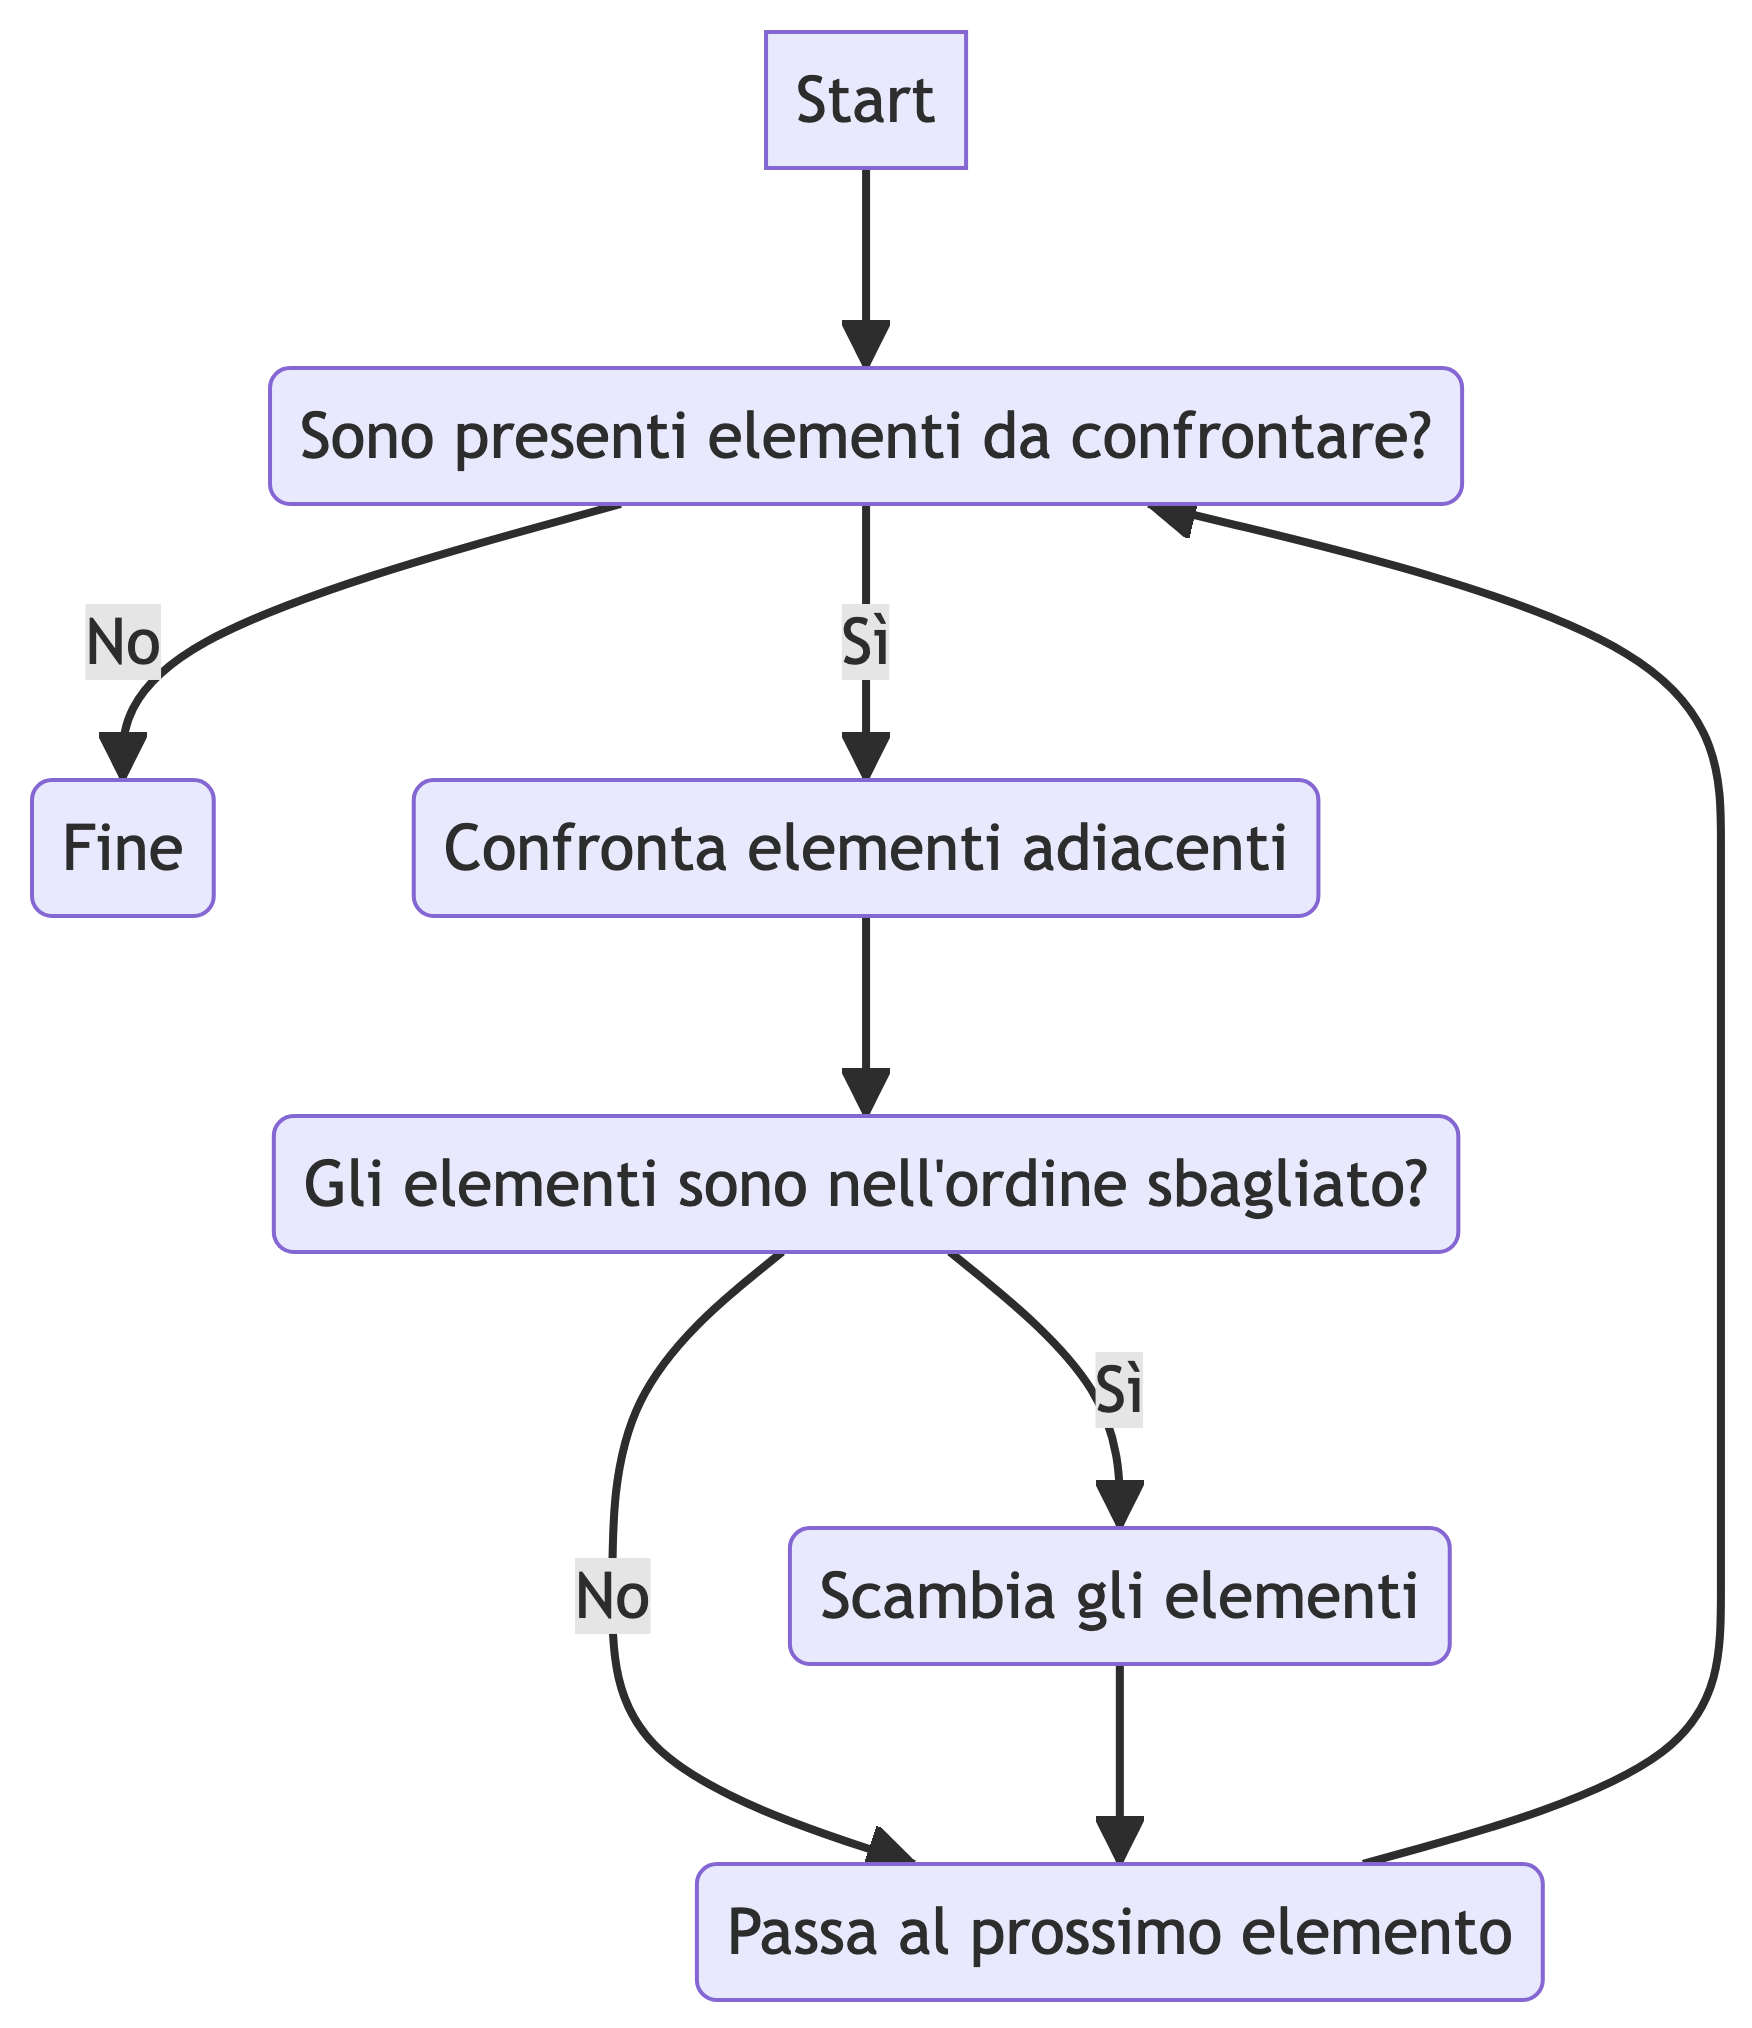 Start
Sono presenti elementi da confrontare?
No
Sì
Fine
Confronta elementi adiacenti
Gli elementi sono nell'ordine sbagliato?
Sì
No
Scambia gli elementi
Passa al prossimo elemento